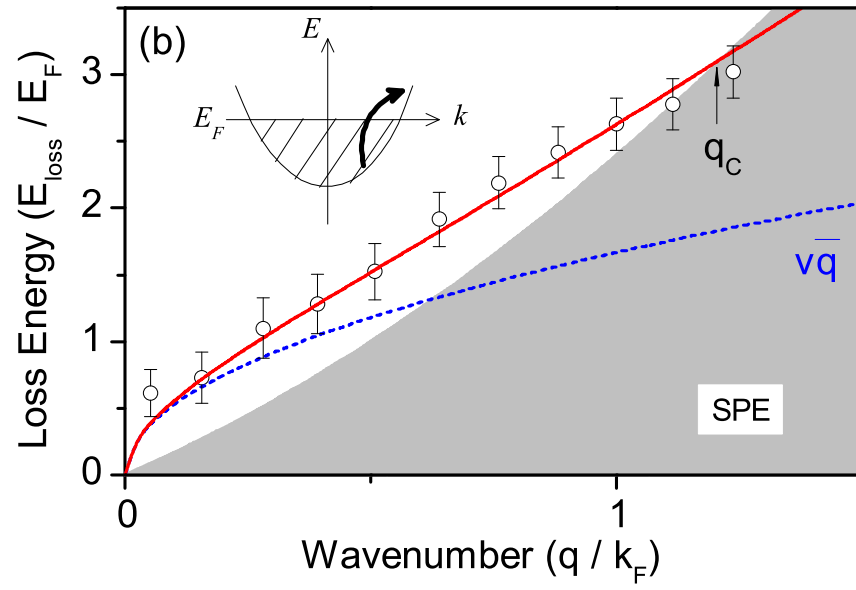 (b)
E
E_F
k
3
2
1
0
q_C
v q̅
SPE
0
1
Loss Energy (E_loss / E_F)
Wavenumber (q / k_F)